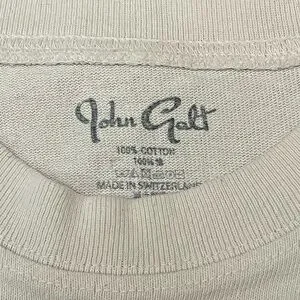 John Galt
100% COTTON
MADE IN SWITZERLAND